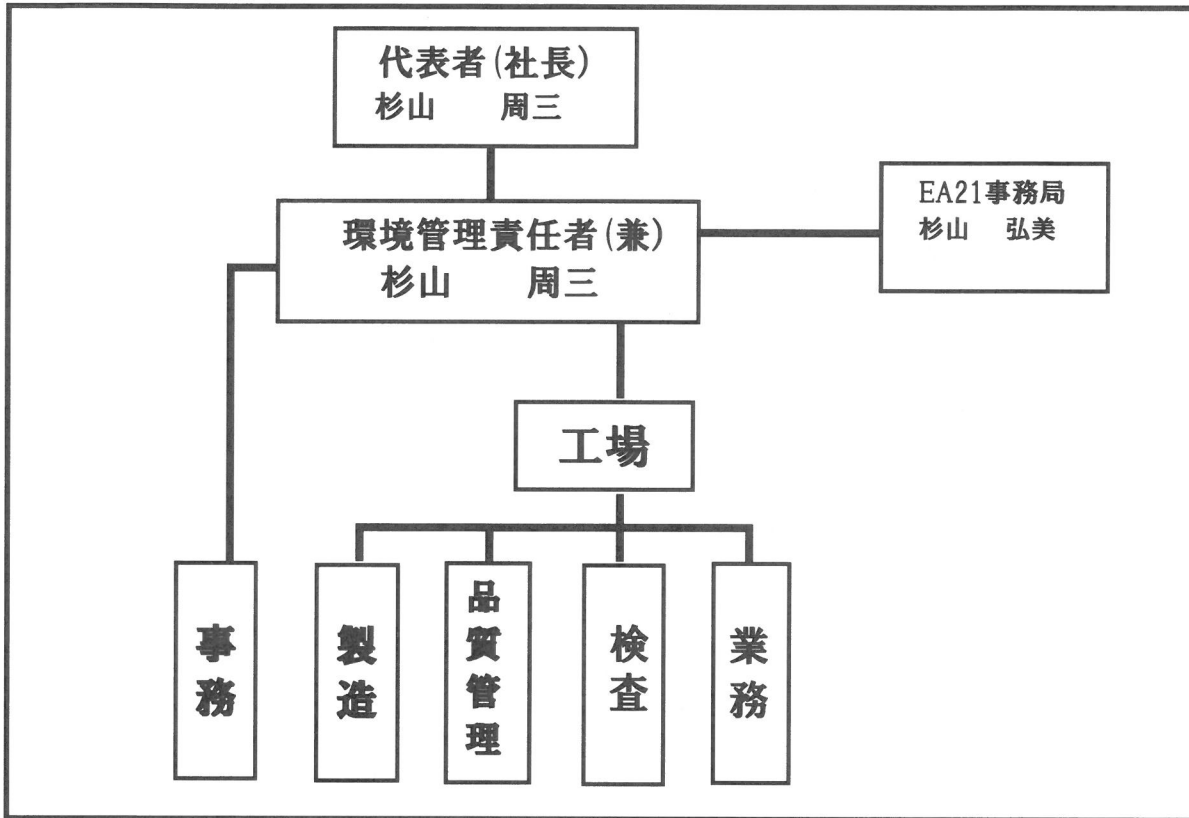 代表者(社長)
杉山 周三
EA21事務局
杉山 弘美
環境管理責任者(兼)
杉山 周三
工場
事務
製造
品質管理
検査
業務